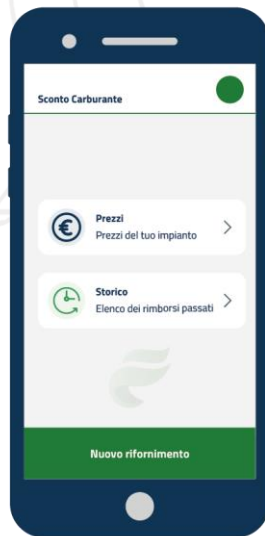 Sconto Carburante
Prezzi
Prezzi del tuo impianto
Storico
Elenco dei rimborsi passati
Nuovo rifornimento